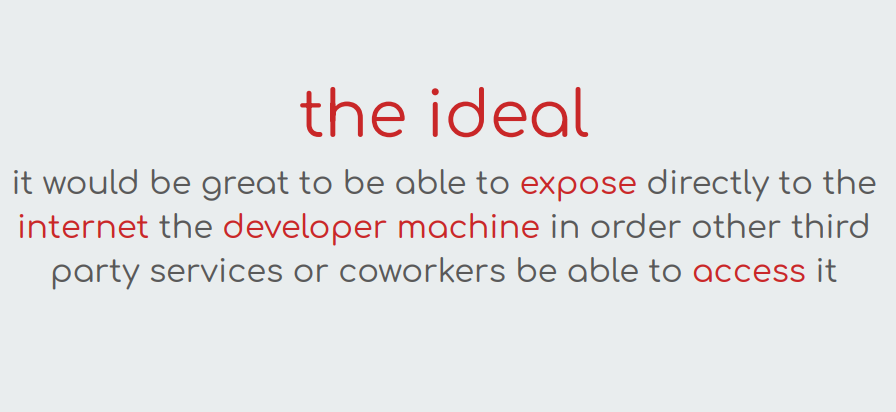 the ideal
it would be great to be able to expose directly to the
internet the developer machine in order other third
party services or coworkers be able to access it